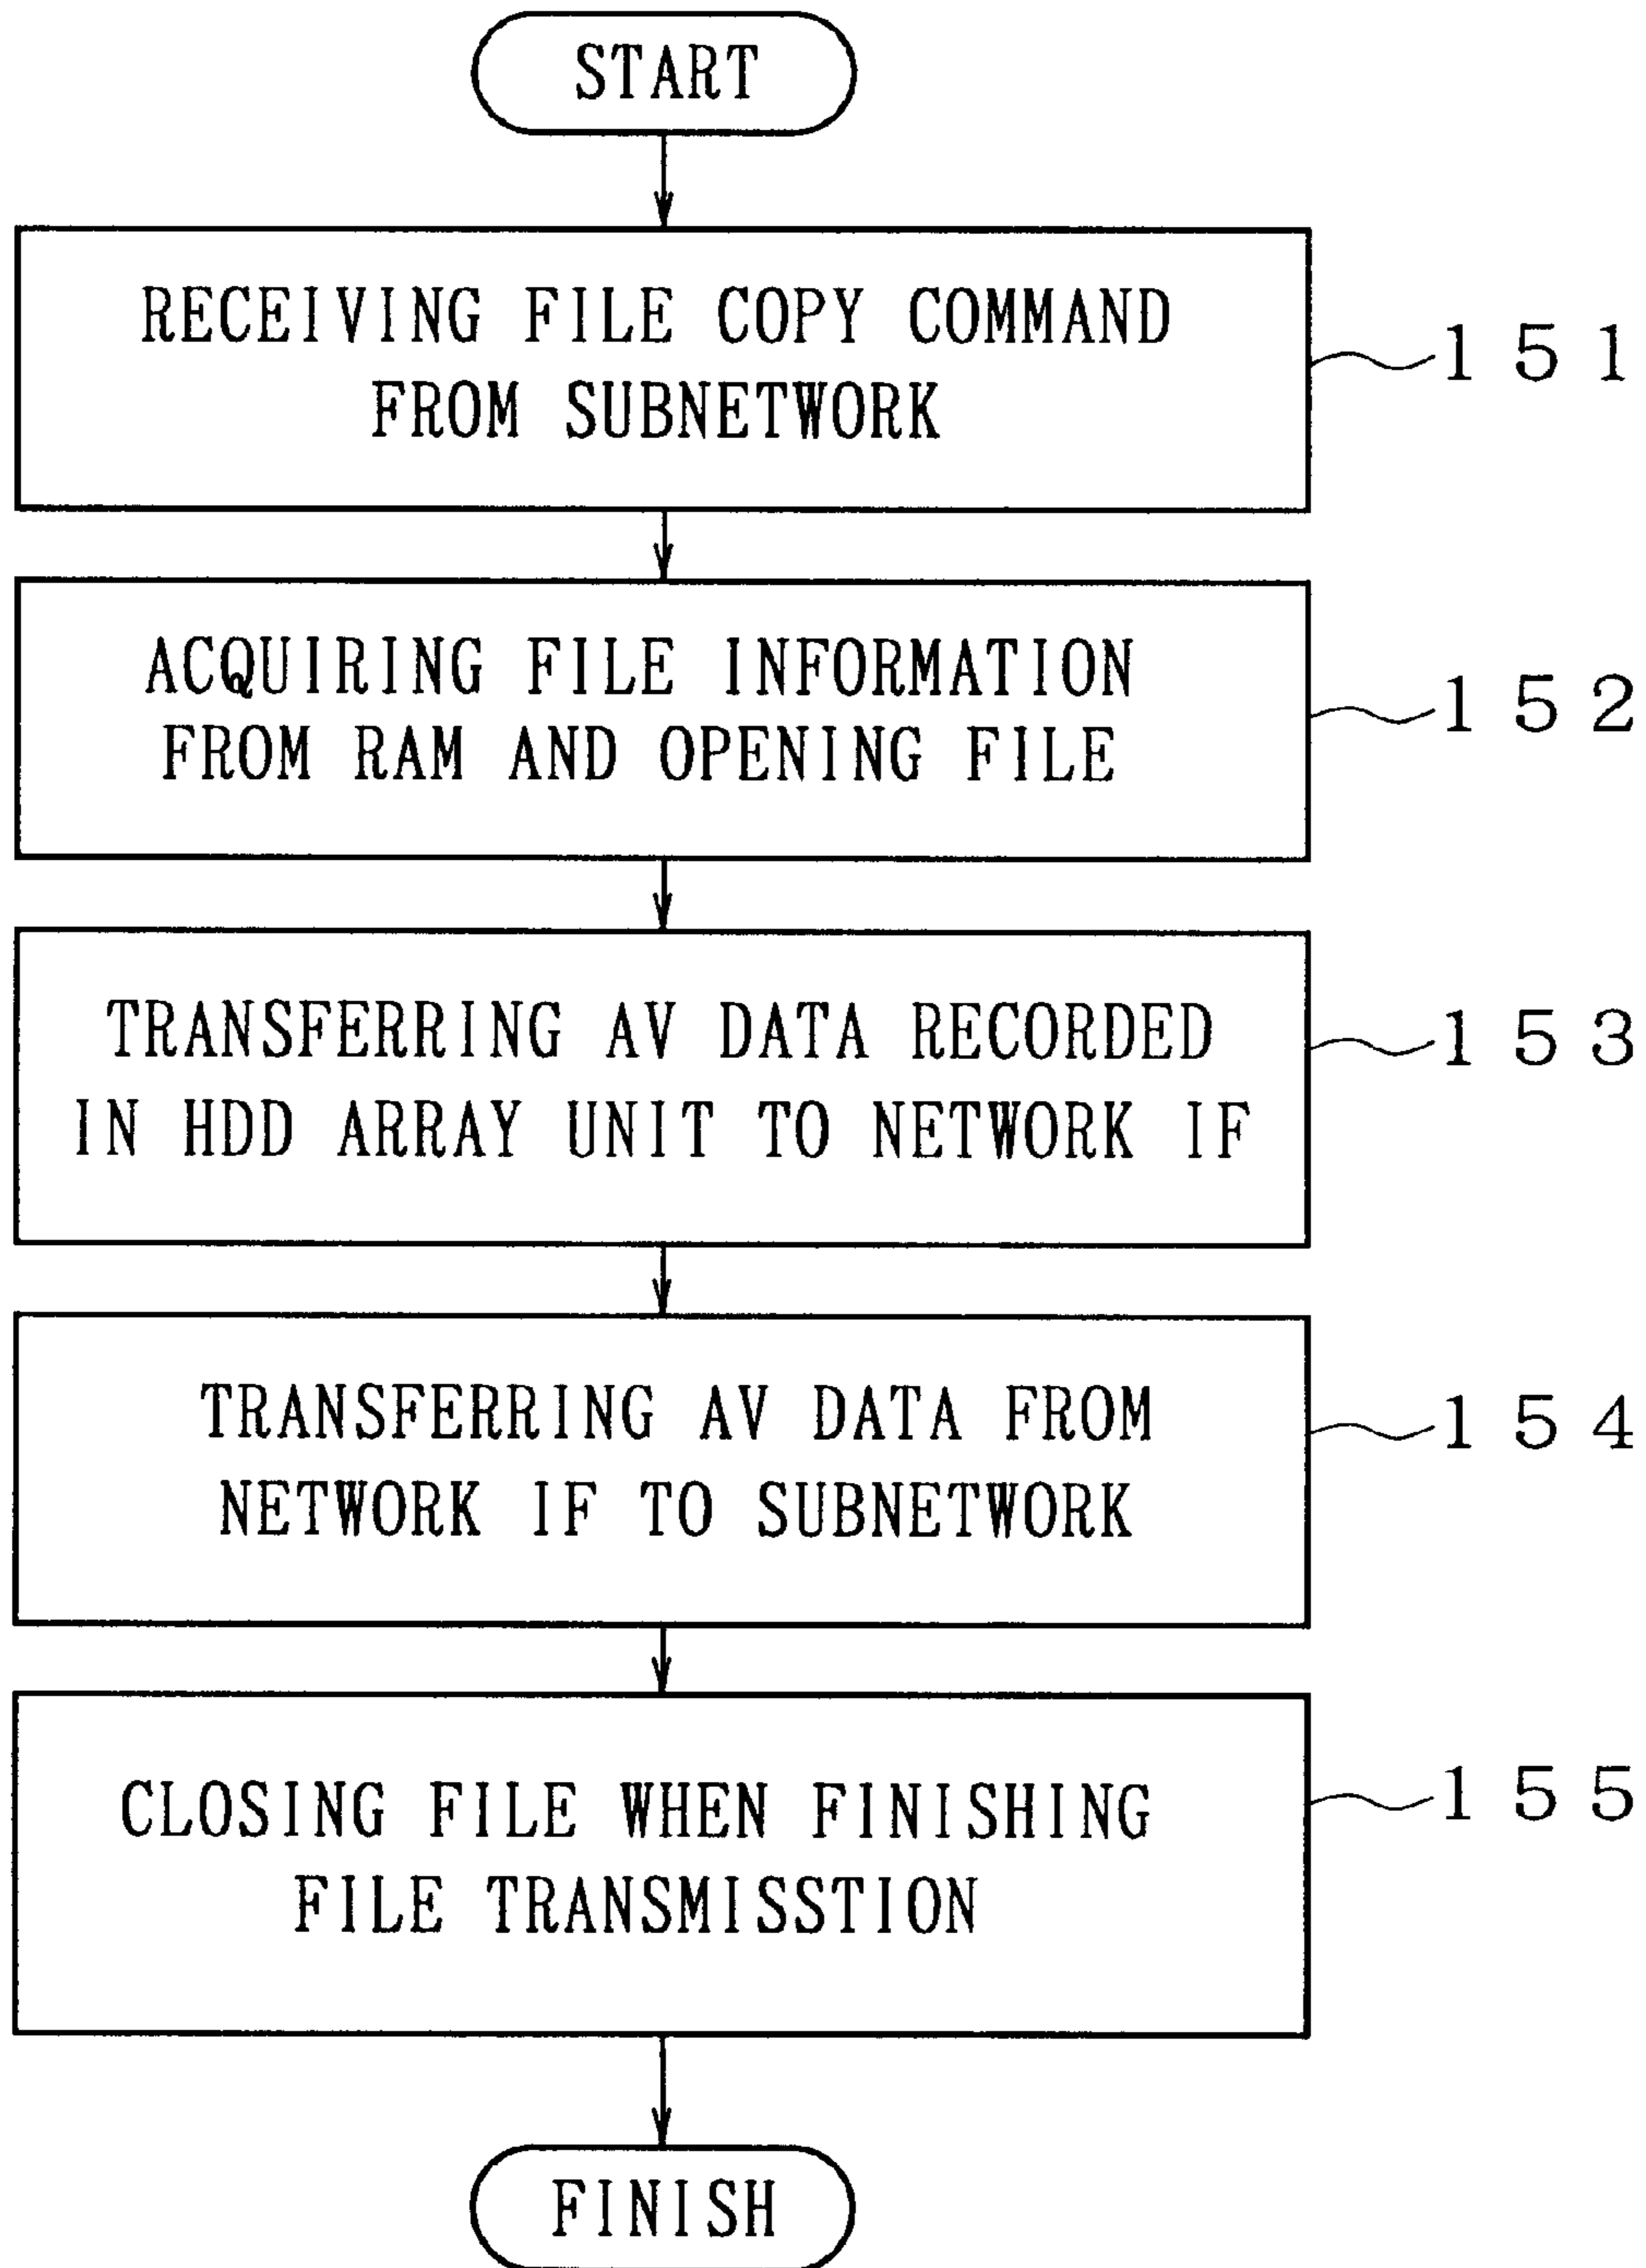 START
RECEIVING FILE COPY COMMAND
FROM SUBNETWORK
151
ACQUIRING FILE INFORMATION
FROM RAM AND OPENING FILE
152
TRANSFERRING AV DATA RECORDED
IN HDD ARRAY UNIT TO NETWORK IF
153
TRANSFERRING AV DATA FROM
NETWORK IF TO SUBNETWORK
154
CLOSING FILE WHEN FINISHING
FILE TRANSMISSTION
155
FINISH